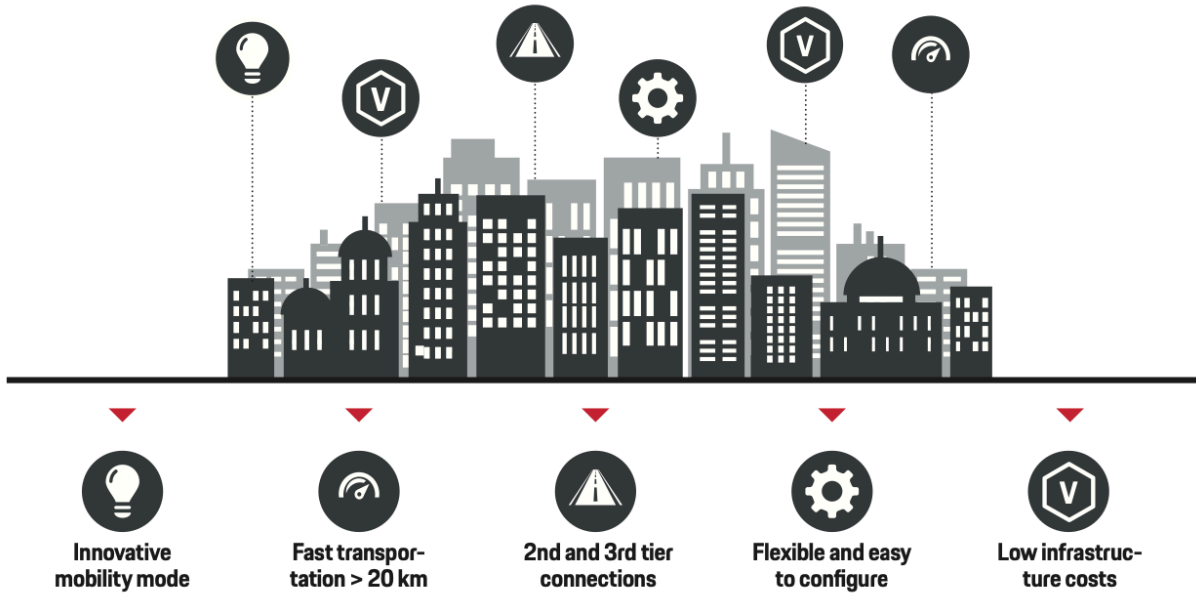 V
V
Innovative
mobility mode
Fast transpor-
tation > 20 km
2nd and 3rd tier
connections
Flexible and easy
to configure
V
Low infrastruc-
ture costs